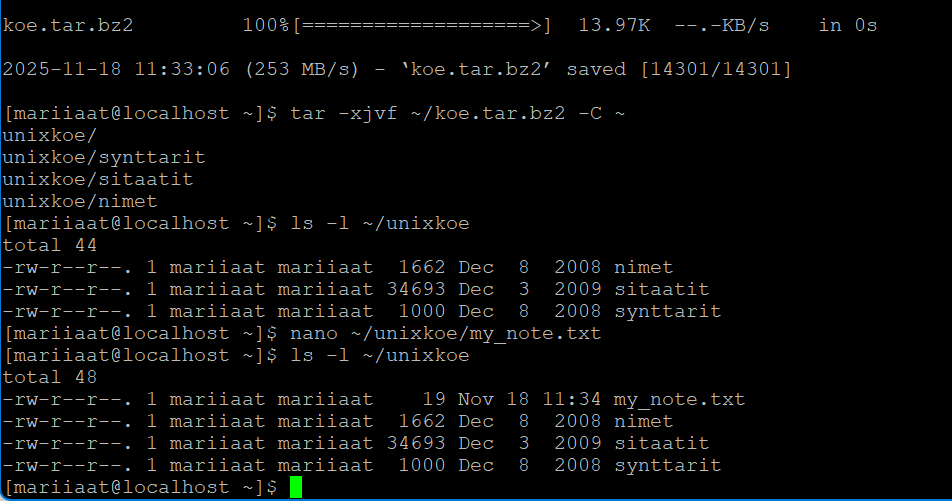 koe.tar.bz2         100%[===================>]  13.97K  --.-KB/s    in 0s
2025-11-18 11:33:06 (253 MB/s) - ‘koe.tar.bz2’ saved [14301/14301]
[mariiaat@localhost ~]$ tar -xjvf ~/koe.tar.bz2 -C ~
unixkoe/
unixkoe/synttarit
unixkoe/sitaatit
unixkoe/nimet
[mariiaat@localhost ~]$ ls -l ~/unixkoe
total 44
-rw-r--r--. 1 mariiaat mariiaat  1662 Dec  8  2008 nimet
-rw-r--r--. 1 mariiaat mariiaat 34693 Dec  3  2009 sitaatit
-rw-r--r--. 1 mariiaat mariiaat  1000 Dec  8  2008 synttarit
[mariiaat@localhost ~]$ nano ~/unixkoe/my_note.txt
[mariiaat@localhost ~]$ ls -l ~/unixkoe
total 48
-rw-r--r--. 1 mariiaat mariiaat    19 Nov 18 11:34 my_note.txt
-rw-r--r--. 1 mariiaat mariiaat  1662 Dec  8  2008 nimet
-rw-r--r--. 1 mariiaat mariiaat 34693 Dec  3  2009 sitaatit
-rw-r--r--. 1 mariiaat mariiaat  1000 Dec  8  2008 synttarit
[mariiaat@localhost ~]$